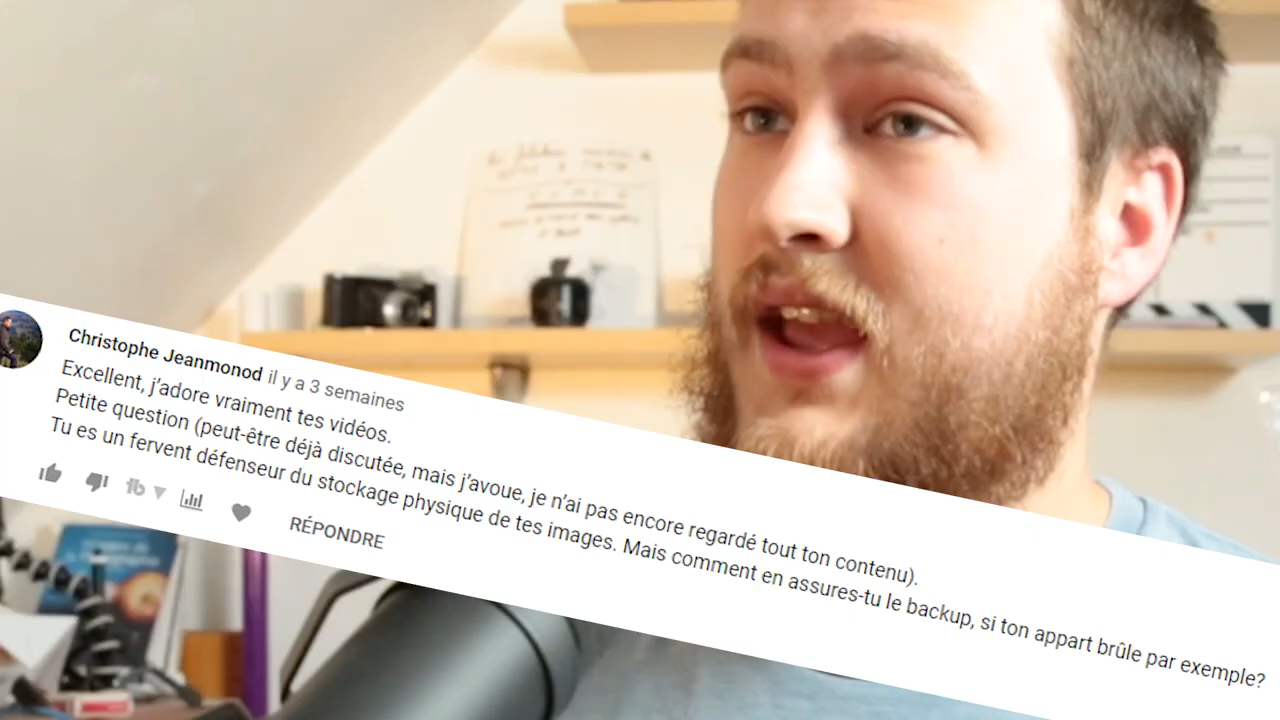 Christophe Jeanmonod il y a 3 semaines
Excellent, j’adore vraiment tes vidéos.
Petite question (peut-être déjà discutée, mais j’avoue, je n’ai pas encore regardé tout ton contenu).
Tu es un fervent défenseur du stockage physique de tes images. Mais comment en assures-tu le backup, si ton appart brûle par exemple?
RÉPONDRE